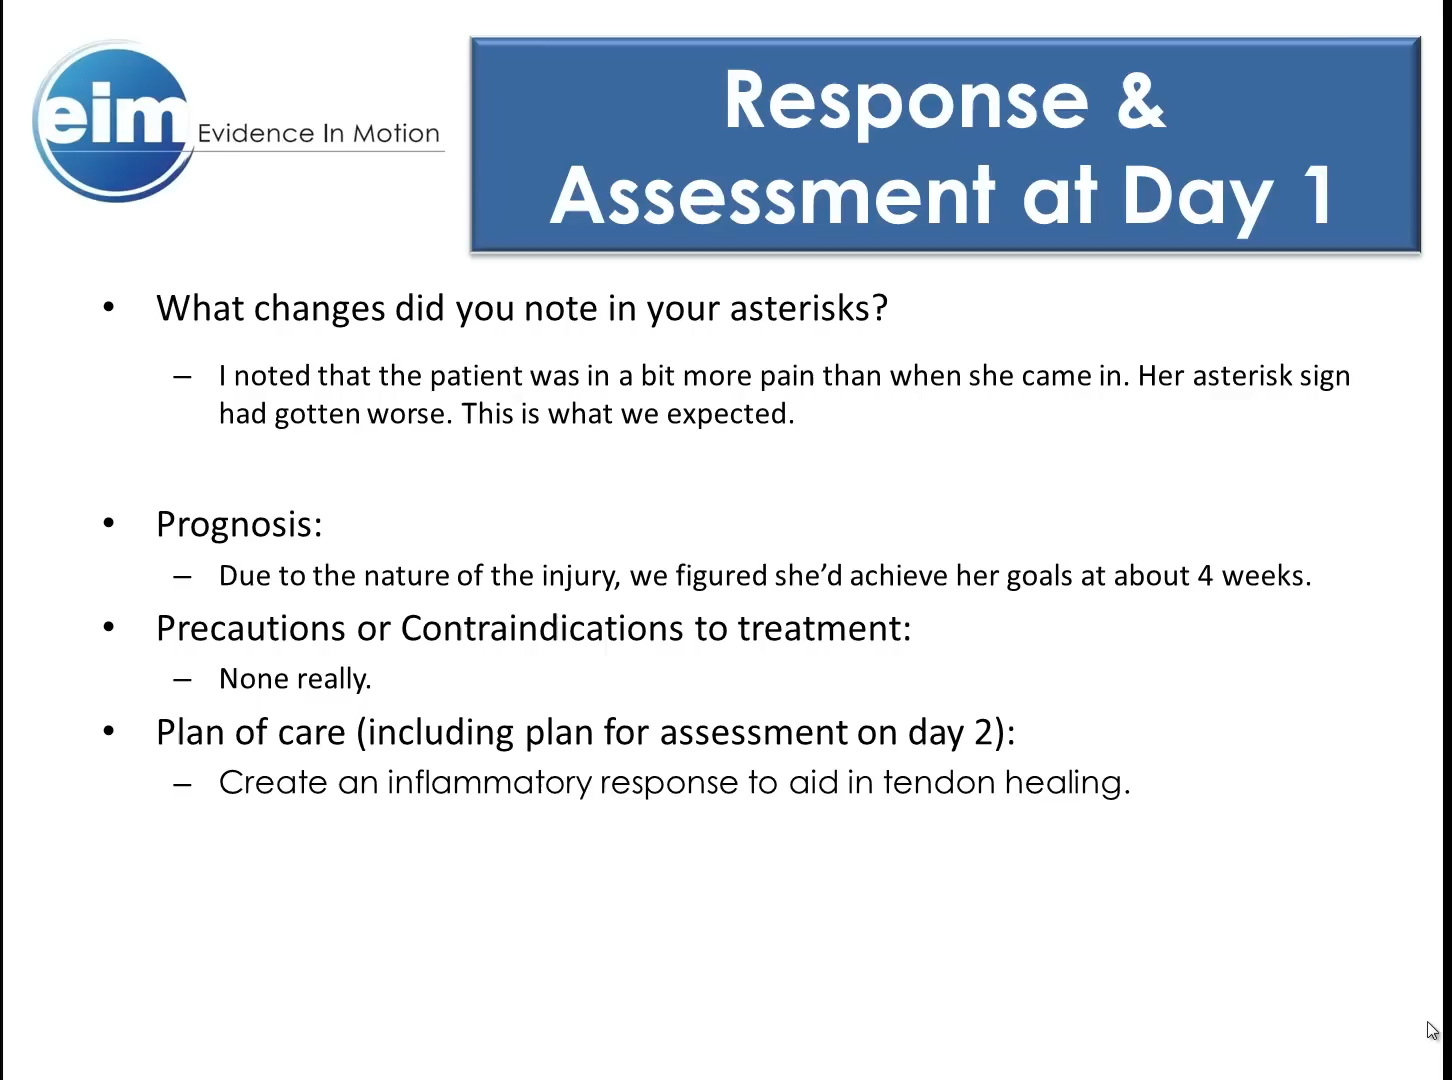 eim
Evidence In Motion
Response &
Assessment at Day 1
• What changes did you note in your asterisks?
– I noted that the patient was in a bit more pain than when she came in. Her asterisk sign
had gotten worse. This is what we expected.
• Prognosis:
– Due to the nature of the injury, we figured she’d achieve her goals at about 4 weeks.
• Precautions or Contraindications to treatment:
– None really.
• Plan of care (including plan for assessment on day 2):
– Create an inflammatory response to aid in tendon healing.